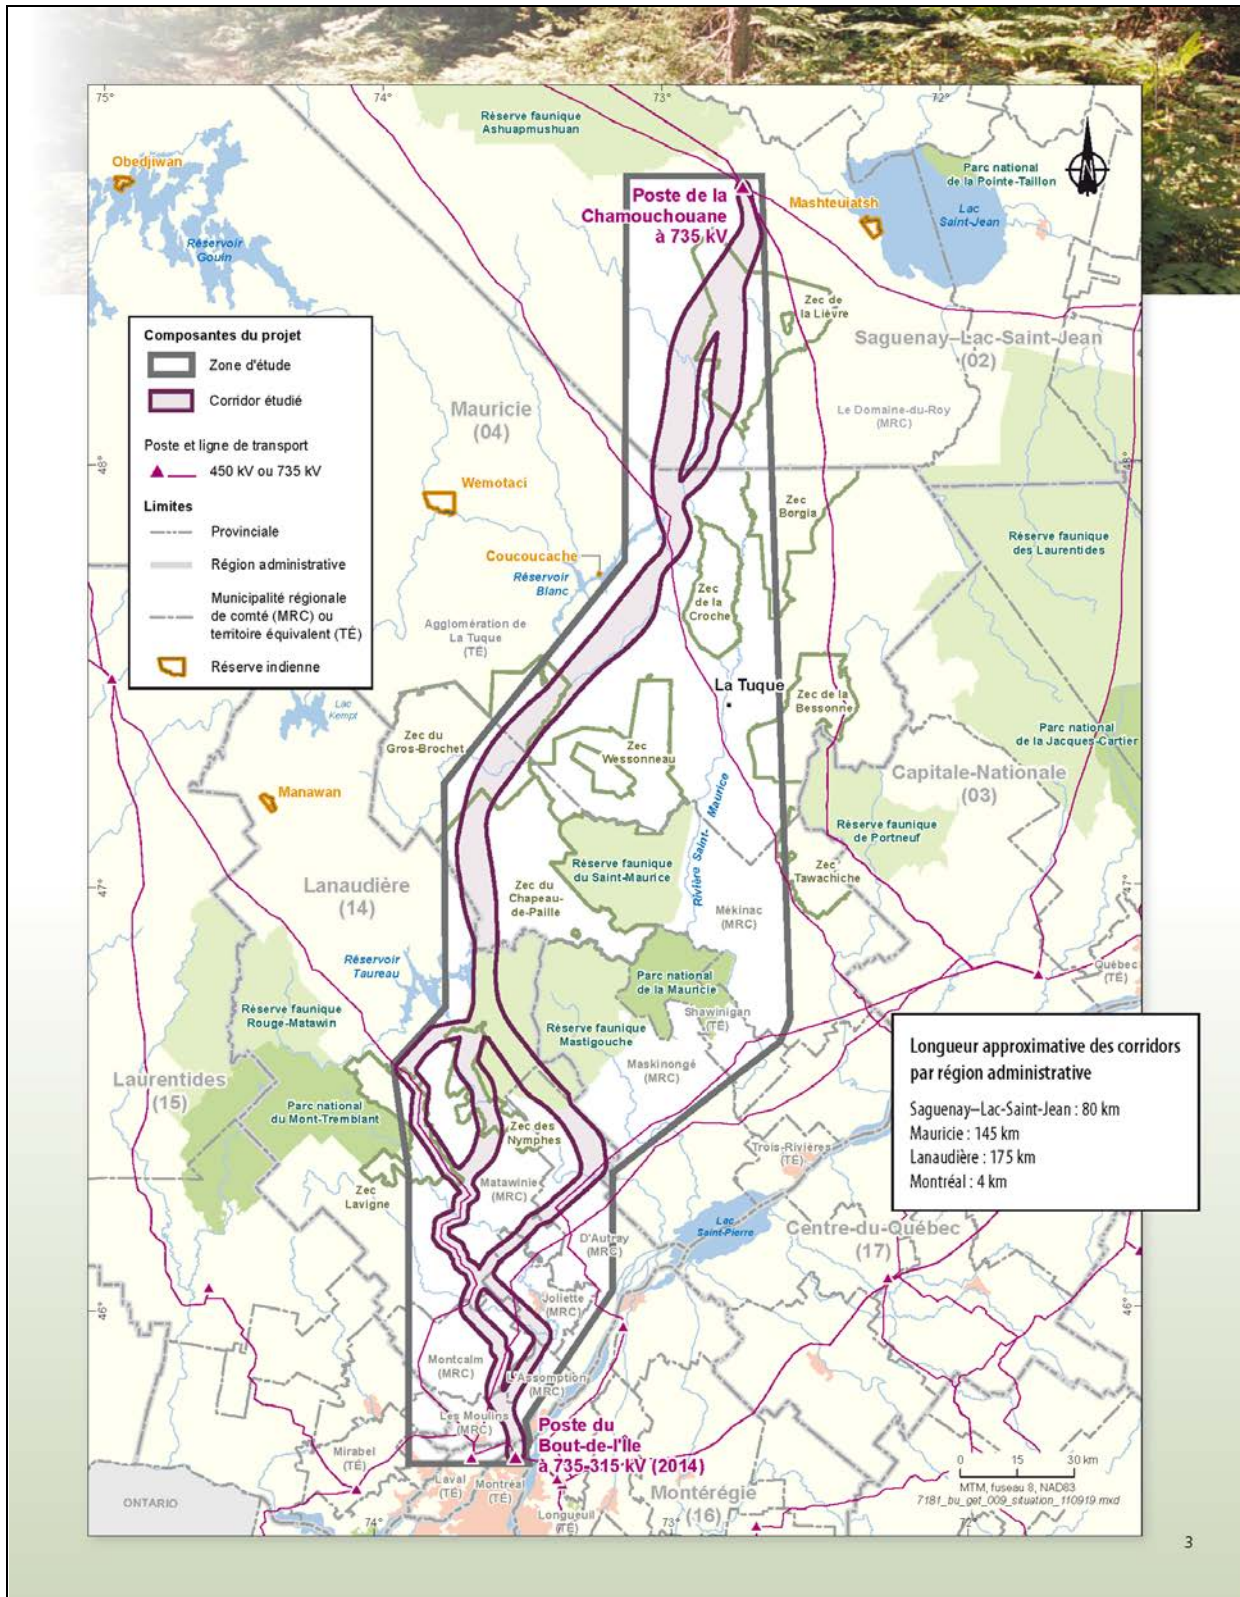 75°
74°
73°
72°
Réserve faunique
Ashuapmushuan
Obedjiwan
Parc national
de la Pointe-Taillon
Poste de la
Chamouchouane
à 735 kV
Mashteuiatsh
Lac
Saint-Jean
Réservoir
Gouin
Zec de
la Lièvre
Saguenay–Lac-Saint-Jean
(02)
Composantes du projet
Zone d'étude
Corridor étudié
Poste et ligne de transport
450 kV ou 735 kV
Limites
Provinciale
Région administrative
Municipalité régionale
de comté (MRC) ou
territoire équivalent (TÉ)
Réserve indienne
Mauricie
(04)
Le Domaine-du-Roy
(MRC)
48°
48°
Wemotaci
Zec
Borgia
Réserve faunique
des Laurentides
Coucoucache
Réservoir
Blanc
Zec
de la
Croche
Agglomération de
La Tuque
(TÉ)
La Tuque
Zec de la
Bessonne
Lac
Kempt
Zec du
Gros-Brochet
Zec
Wessonneau
Parc national
de la Jacques-Cartier
Capitale-Nationale
(03)
Manawan
Rivière Saint-Maurice
Réserve faunique
de Portneuf
Réserve faunique
du Saint-Maurice
Zec
Tawachiche
47°
47°
Lanaudière
(14)
Zec du
Chapeau-
de-Paille
Mékinac
(MRC)
Réservoir
Taureau
Parc national
de la Mauricie
Québec
(TÉ)
Réserve faunique
Rouge-Matawin
Shawinigan
(TÉ)
Réserve faunique
Mastigouche
Maskinongé
(MRC)
Longueur approximative des corridors
par région administrative
Saguenay–Lac-Saint-Jean : 80 km
Mauricie : 145 km
Lanaudière : 175 km
Montréal : 4 km
Laurentides
(15)
Parc national
du Mont-Tremblant
Zec des
Nymphes
Trois-Rivières
(TÉ)
Zec
Lavigne
Matawinie
(MRC)
Lac
Saint-Pierre
Centre-du-Québec
(17)
D'Autray
(MRC)
46°
46°
Joliette
(MRC)
Montcalm
(MRC)
L'Assomption
(MRC)
Les Moulins
(MRC)
Poste du
Bout-de-l'Île
à 735-315 kV (2014)
Mirabel
(TÉ)
Laval
(TÉ)
Montréal
(TÉ)
Longueuil
(TÉ)
Montérégie
(16)
ONTARIO
0 15 30 km
MTM, fuseau 8, NAD83
7181_bu_get_009_situation_110919.mxd
74°
73°
72°
3